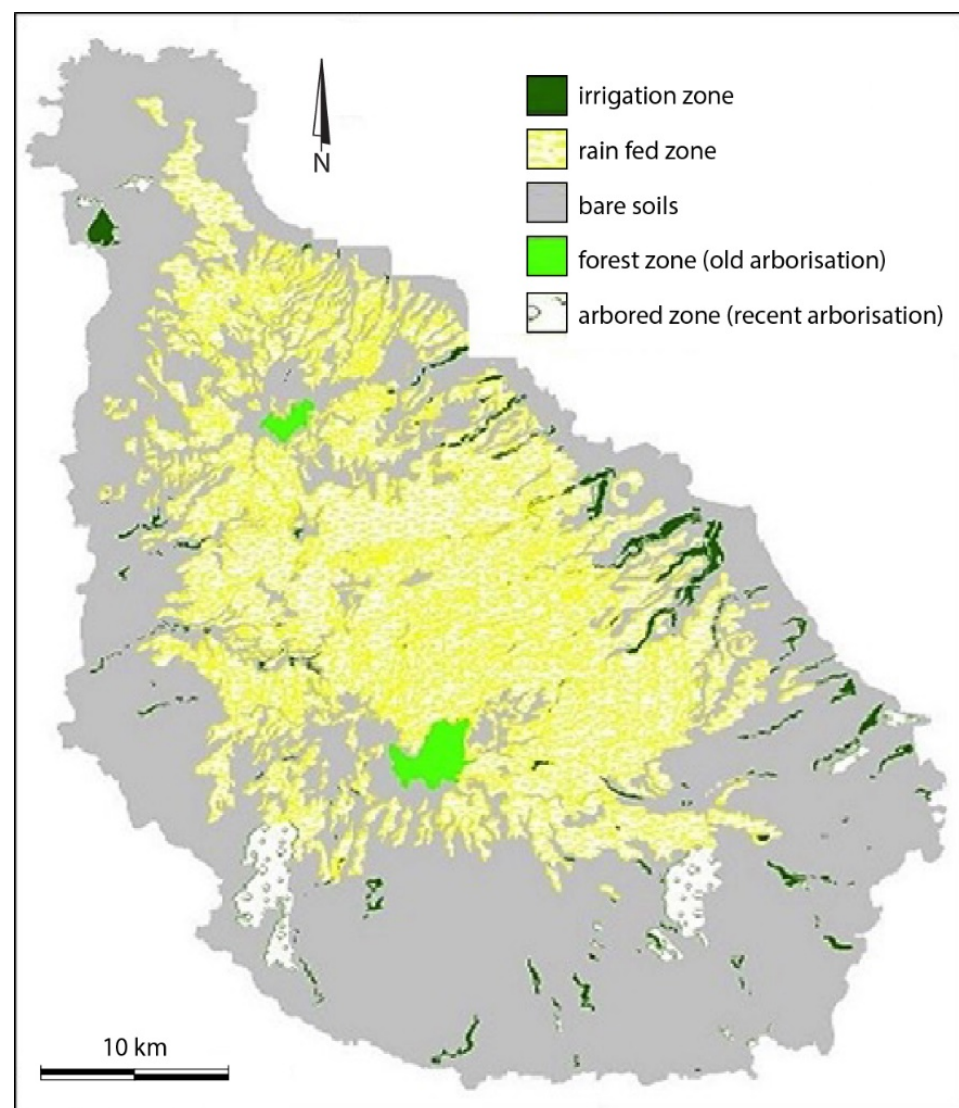 N
irrigation zone
rain fed zone
bare soils
forest zone (old arborisation)
arbored zone (recent arborisation)
10 km